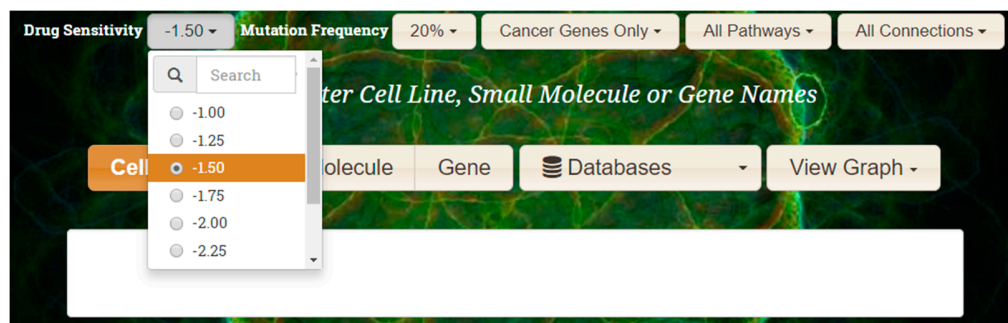 Drug Sensitivity -1.50 Mutation Frequency 20% Cancer Genes Only All Pathways All Connections
Search
ter Cell Line, Small Molecule or Gene Names
-1.00
-1.25
Cell -1.50 olecule Gene Databases View Graph
-1.75
-2.00
-2.25